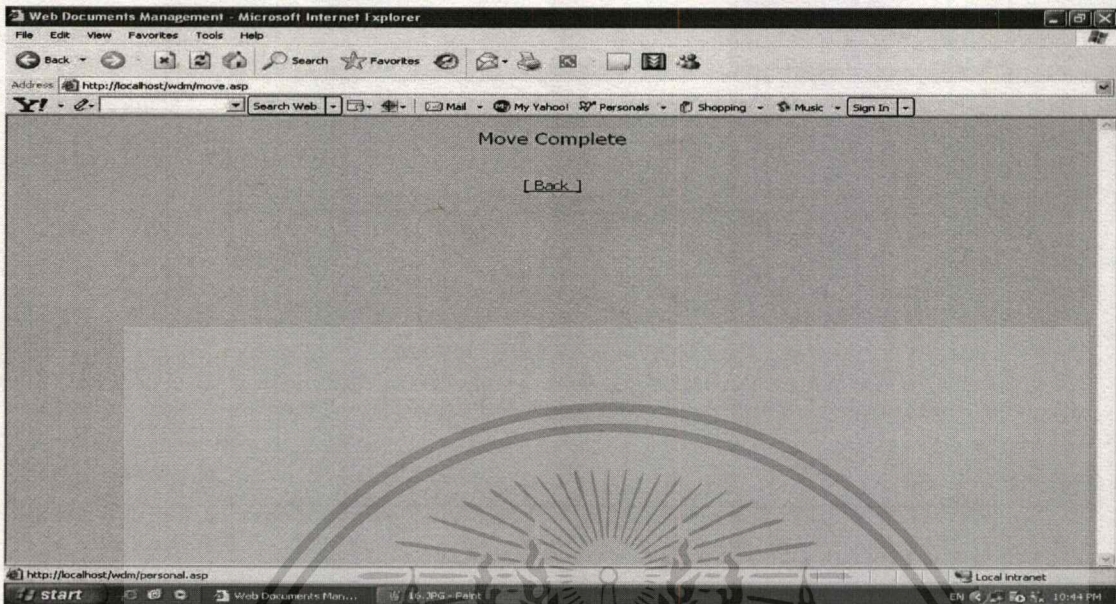 Web Documents Management - Microsoft Internet Explorer
File Edit View Favorites Tools Help
Back Search Favorites
Address http://localhost/wdm/move.asp
Y! Search Web Mail My Yahoo! Personals Shopping Music Sign In
Move Complete
[ Back ]
http://localhost/wdm/personal.asp Local intranet
start Web Documents Man... 16.JPG - Paint EN 10:44 PM